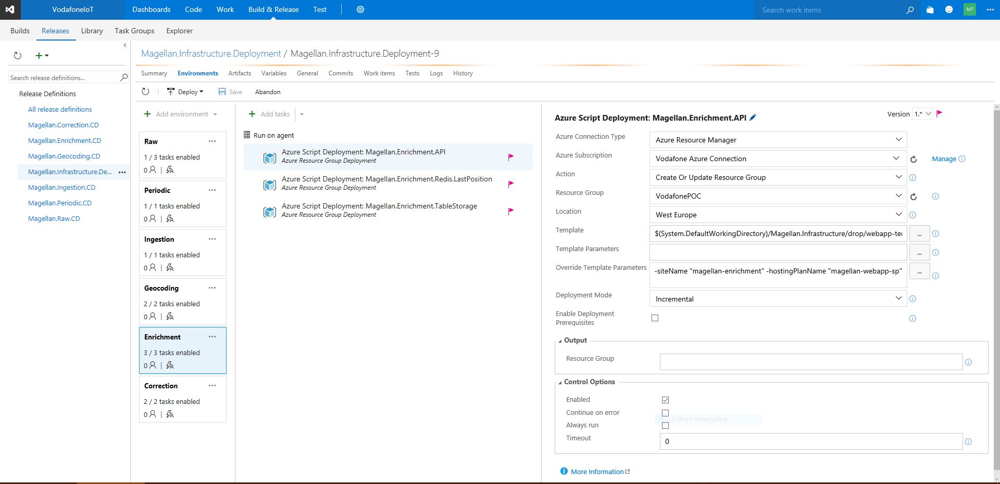 VodafoneIoT
Dashboards Code Work Build & Release Test
Search work items
MT
Builds Releases Library Task Groups Explorer
Search release definitions...
Release Definitions
All release definitions
Magellan.Correction.CD
Magellan.Enrichment.CD
Magellan.Geocoding.CD
Magellan.Infrastructure.De... ...
Magellan.Ingestion.CD
Magellan.Periodic.CD
Magellan.Raw.CD
Magellan.Infrastructure.Deployment / Magellan.Infrastructure.Deployment-9
Summary Environments Artifacts Variables General Commits Work items Tests Logs History
Deploy Save Abandon
Add environment
Raw ...
1 / 3 tasks enabled
0 |
Periodic ...
1 / 1 tasks enabled
0 |
Ingestion ...
1 / 1 tasks enabled
0 |
Geocoding ...
2 / 2 tasks enabled
0 |
Enrichment ...
3 / 3 tasks enabled
0 |
Correction ...
2 / 2 tasks enabled
0 |
Add tasks
Run on agent
Azure Script Deployment: Magellan.Enrichment.API
Azure Resource Group Deployment
Azure Script Deployment: Magellan.Enrichment.Redis.LastPosition
Azure Resource Group Deployment
Azure Script Deployment: Magellan.Enrichment.TableStorage
Azure Resource Group Deployment
Azure Script Deployment: Magellan.Enrichment.API
Version 1.*
Azure Connection Type Azure Resource Manager
Azure Subscription Vodafone Azure Connection Manage
Action Create Or Update Resource Group
Resource Group VodafonePOC
Location West Europe
Template $(System.DefaultWorkingDirectory)/Magellan.Infrastructure/drop/webapp-ter ...
Template Parameters ...
Override Template Parameters -siteName "magellan-enrichment" -hostingPlanName "magellan-webapp-sp" ...
Deployment Mode Incremental
Enable Deployment
Prerequisites
Output
Resource Group
Control Options
Enabled
Continue on error
Cattura rettangolare
Always run
Timeout 0
More Information